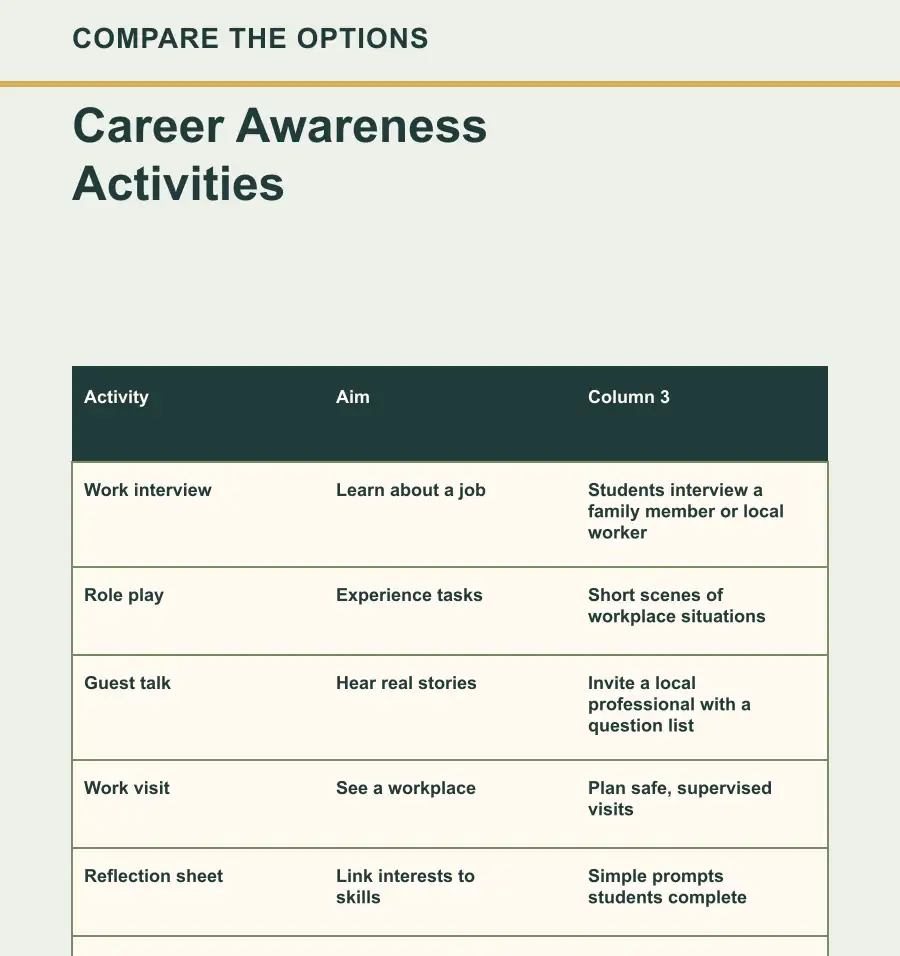 COMPARE THE OPTIONS
Career Awareness
Activities
Activity
Aim
Column 3
Work interview
Learn about a job
Students interview a
family member or local
worker
Role play
Experience tasks
Short scenes of
workplace situations
Guest talk
Hear real stories
Invite a local
professional with a
question list
Work visit
See a workplace
Plan safe, supervised
visits
Reflection sheet
Link interests to
skills
Simple prompts
students complete